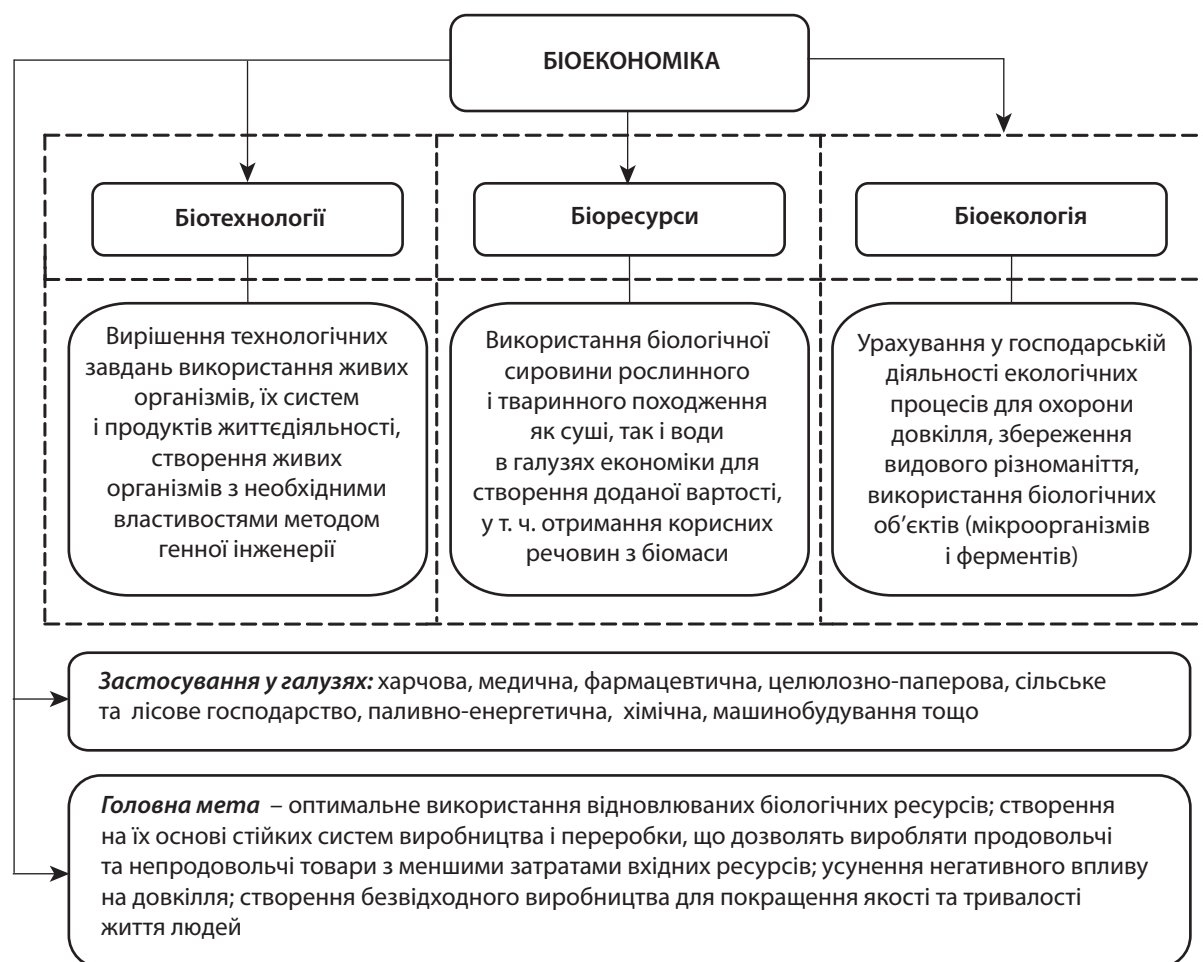 БІОЕКОНОМІКА
Біотехнології
Біоресурси
Біоекологія
Вирішення технологічних
завдань використання живих
організмів, їх систем
і продуктів життєдіяльності,
створення живих
організмів з необхідними
властивостями методом
генної інженерії
Використання біологічної
сировини рослинного
і тваринного походження
як суші, так і води
в галузях економіки для
створення доданої вартості,
у т. ч. отримання корисних
речовин з біомаси
Урахування у господарській
діяльності екологічних
процесів для охорони
довкілля, збереження
видового різноманіття,
використання біологічних
об’єктів (мікроорганізмів
і ферментів)
Застосування у галузях: харчова, медична, фармацевтична, целюлозно-паперова, сільське
та лісове господарство, паливно-енергетична, хімічна, машинобудування тощо
Головна мета – оптимальне використання відновлюваних біологічних ресурсів; створення
на їх основі стійких систем виробництва і переробки, що дозволять виробляти продовольчі
та непродовольчі товари з меншими затратами вхідних ресурсів; усунення негативного впливу
на довкілля; створення безвідходного виробництва для покращення якості та тривалості
життя людей